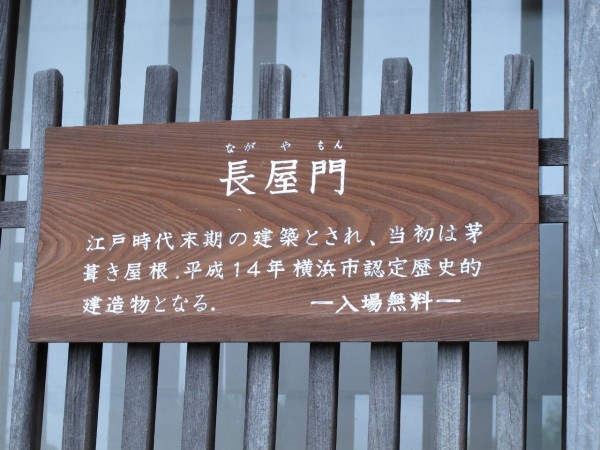 ながやもん
長屋門
江戸時代末期の建築とされ、当初は茅
葺き屋根.平成14年横浜市認定歴史的
建造物となる. ー入場無料ー